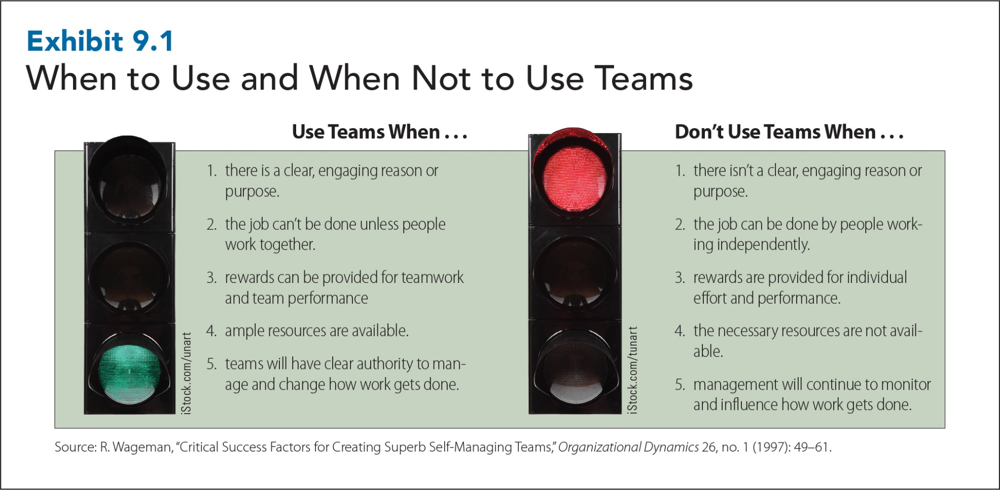 Exhibit 9.1
When to Use and When Not to Use Teams
Use Teams When . . .
1. there is a clear, engaging reason or
purpose.
2. the job can’t be done unless people
work together.
3. rewards can be provided for teamwork
and team performance
4. ample resources are available.
5. teams will have clear authority to man-
age and change how work gets done.
iStock.com/unart
Don’t Use Teams When . . .
1. there isn’t a clear, engaging reason or
purpose.
2. the job can be done by people work-
ing independently.
3. rewards are provided for individual
effort and performance.
4. the necessary resources are not avail-
able.
5. management will continue to monitor
and influence how work gets done.
iStock.com/tunart
Source: R. Wageman, “Critical Success Factors for Creating Superb Self-Managing Teams,” Organizational Dynamics 26, no. 1 (1997): 49–61.